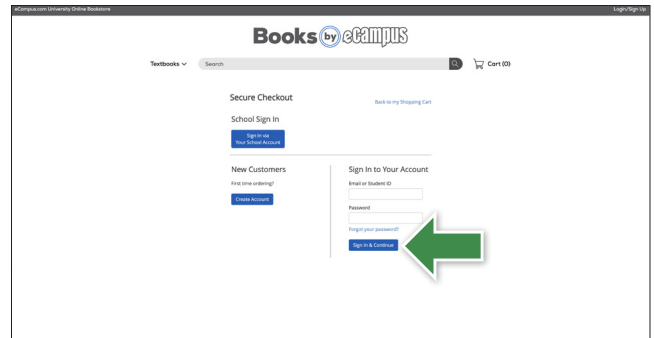 eCampus.com University Online Bookstore
Login/Sign Up
Books by eCampus
Textbooks
Search
Cart (0)
Secure Checkout
Back to my Shopping Cart
School Sign In
Sign In via
Your School Account
New Customers
First time ordering?
Create Account
Sign In to Your Account
Email or Student ID
Password
Forgot your password?
Sign In & Continue